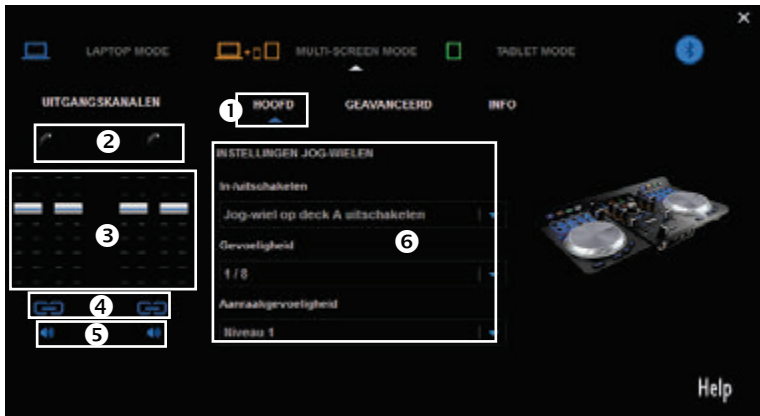 ×
LAPTOP MODE MULTI-SCREEN MODE TABLET MODE
UITGANGSKANALEN 1 HOOFD GEAVANCEERD INFO
2
INSTELLINGEN JOG-WIELEN
In-/uitschakelen
Jog-wiel op deck A uitschakelen
3
Gevoeligheid 6
1 / 8
4 Aanraakgevoeligheid
5 Niveau 1
Help